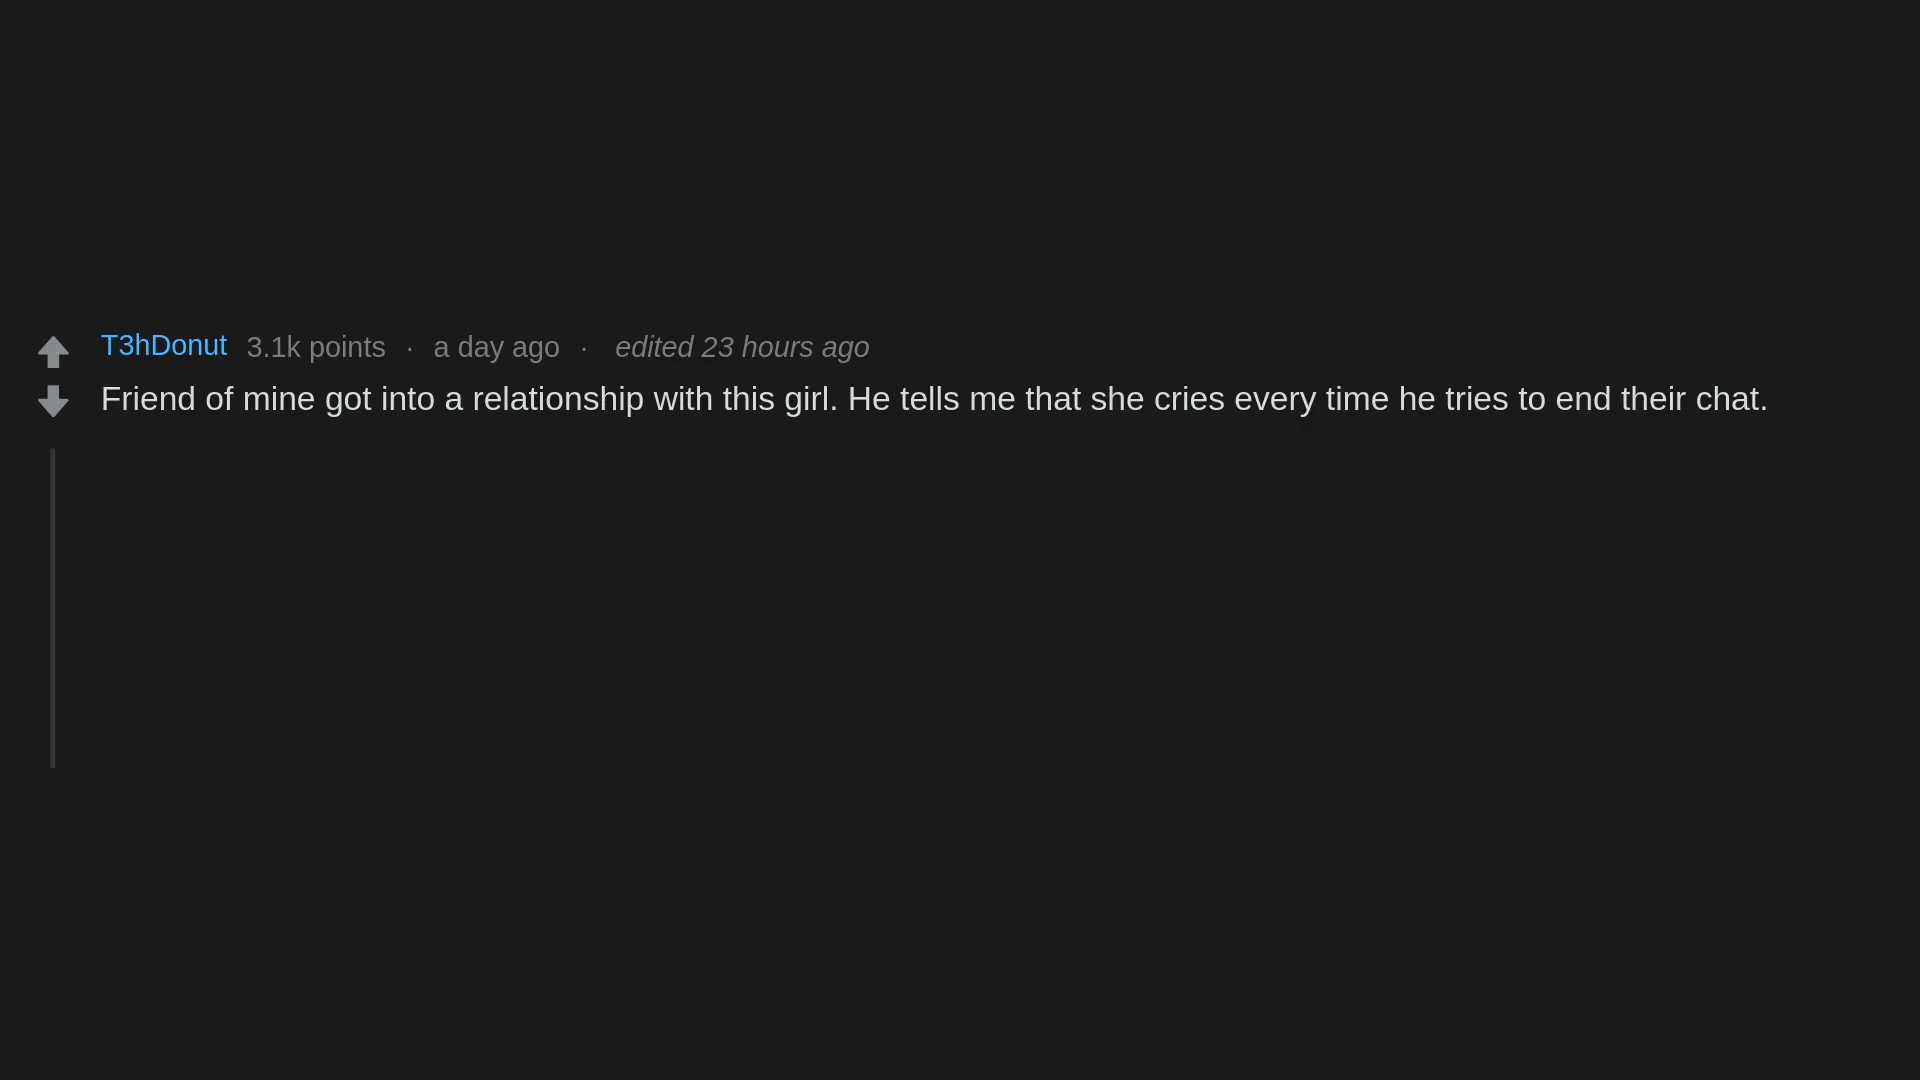 T3hDonut 3.1k points · a day ago · edited 23 hours ago
Friend of mine got into a relationship with this girl. He tells me that she cries every time he tries to end their chat.